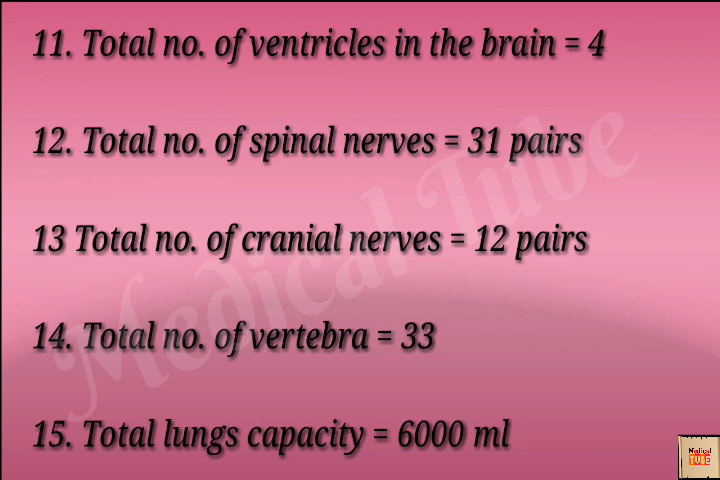 11. Total no. of ventricles in the brain = 4
12. Total no. of spinal nerves = 31 pairs
13 Total no. of cranial nerves = 12 pairs
14. Total no. of vertebra = 33
15. Total lungs capacity = 6000 ml
Medical Tube
Medical
TUBE